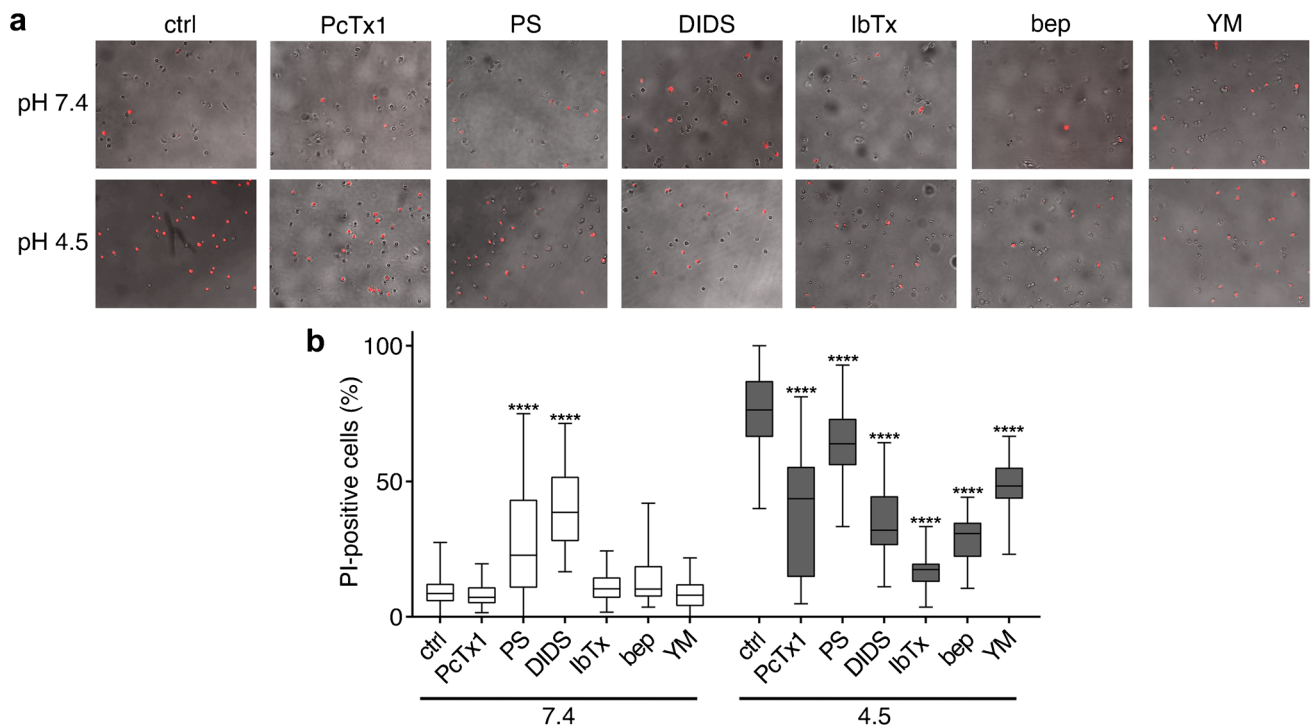 a
ctrl PcTx1 PS DIDS IbTx bep YM
pH 7.4
pH 4.5
b
PI-positive cells (%)
100
50
0
**** **** **** **** **** **** **** ****
ctrl PcTx1 PS DIDS IbTx bep YM ctrl PcTx1 PS DIDS IbTx bep YM
7.4 4.5